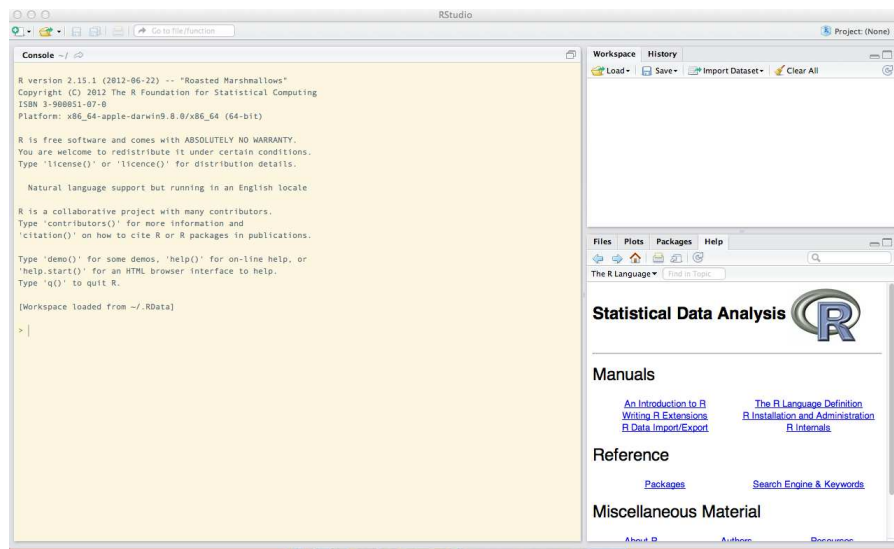 RStudio
Go to file/function
Project: (None)
Console ~/
R version 2.15.1 (2012-06-22) -- "Roasted Marshmallows"
Copyright (C) 2012 The R Foundation for Statistical Computing
ISBN 3-900051-07-0
Platform: x86_64-apple-darwin9.8.0/x86_64 (64-bit)
R is free software and comes with ABSOLUTELY NO WARRANTY.
You are welcome to redistribute it under certain conditions.
Type 'license()' or 'licence()' for distribution details.
Natural language support but running in an English locale
R is a collaborative project with many contributors.
Type 'contributors()' for more information and
'citation()' on how to cite R or R packages in publications.
Type 'demo()' for some demos, 'help()' for on-line help, or
'help.start()' for an HTML browser interface to help.
Type 'q()' to quit R.
[Workspace loaded from ~/.RData]
>
Workspace History
Load Save Import Dataset Clear All
Files Plots Packages Help
The R Language Find in Topic
Statistical Data Analysis R
Manuals
An Introduction to R The R Language Definition
Writing R Extensions R Installation and Administration
R Data Import/Export R Internals
Reference
Packages Search Engine & Keywords
Miscellaneous Material
About R Authors Resources